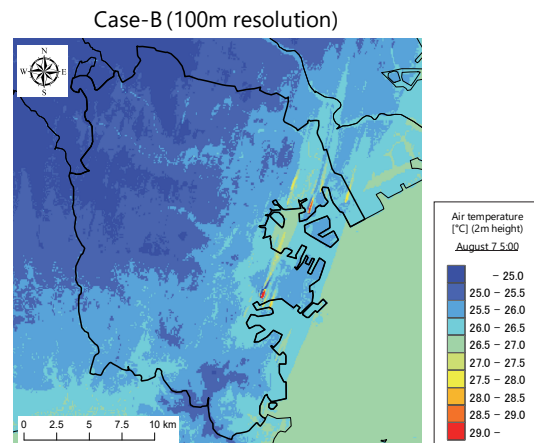 Case-B (100m resolution)
N
W E
S
0 2.5 5 10 km
Air temperature
[°C] (2m height)
August 7 5:00
– 25.0
25.0 – 25.5
25.5 – 26.0
26.0 – 26.5
26.5 – 27.0
27.0 – 27.5
27.5 – 28.0
28.0 – 28.5
28.5 – 29.0
29.0 –